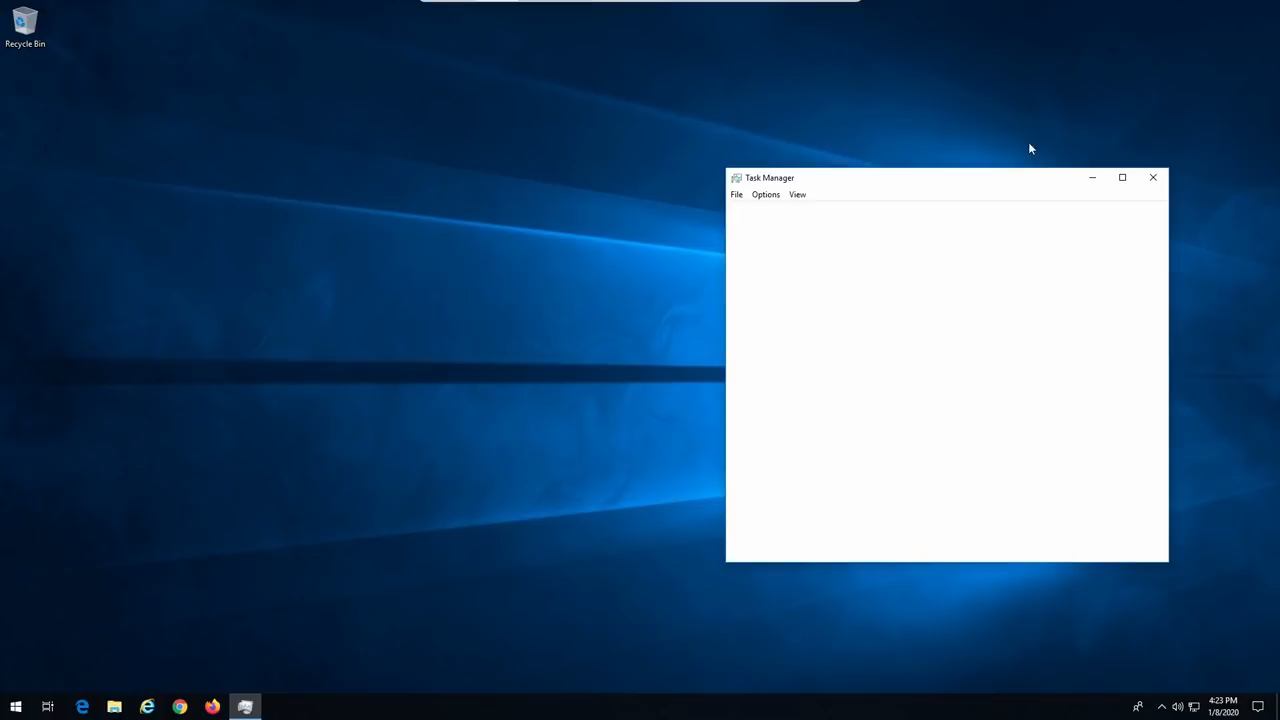 Recycle Bin
Task Manager
File Options View
4:23 PM
1/8/2020